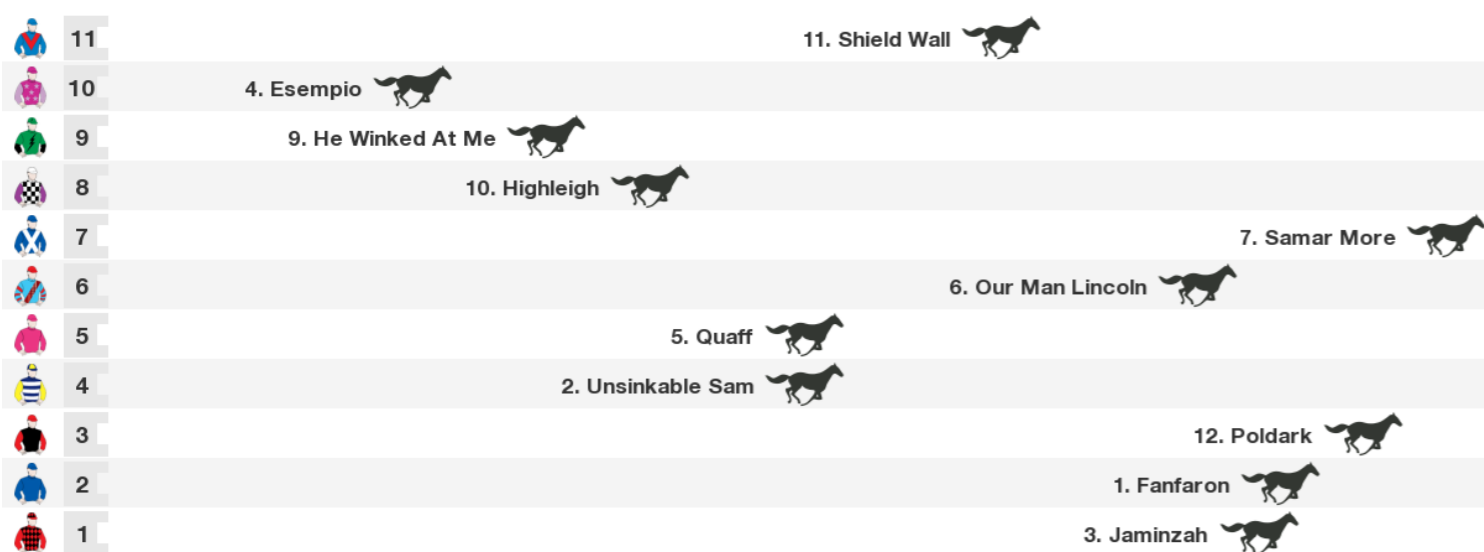 11 11. Shield Wall
10 4. Esempio
9 9. He Winked At Me
8 10. Highleigh
7 7. Samar More
6 6. Our Man Lincoln
5 5. Quaff
4 2. Unsinkable Sam
3 12. Poldark
2 1. Fanfaron
1 3. Jaminzah